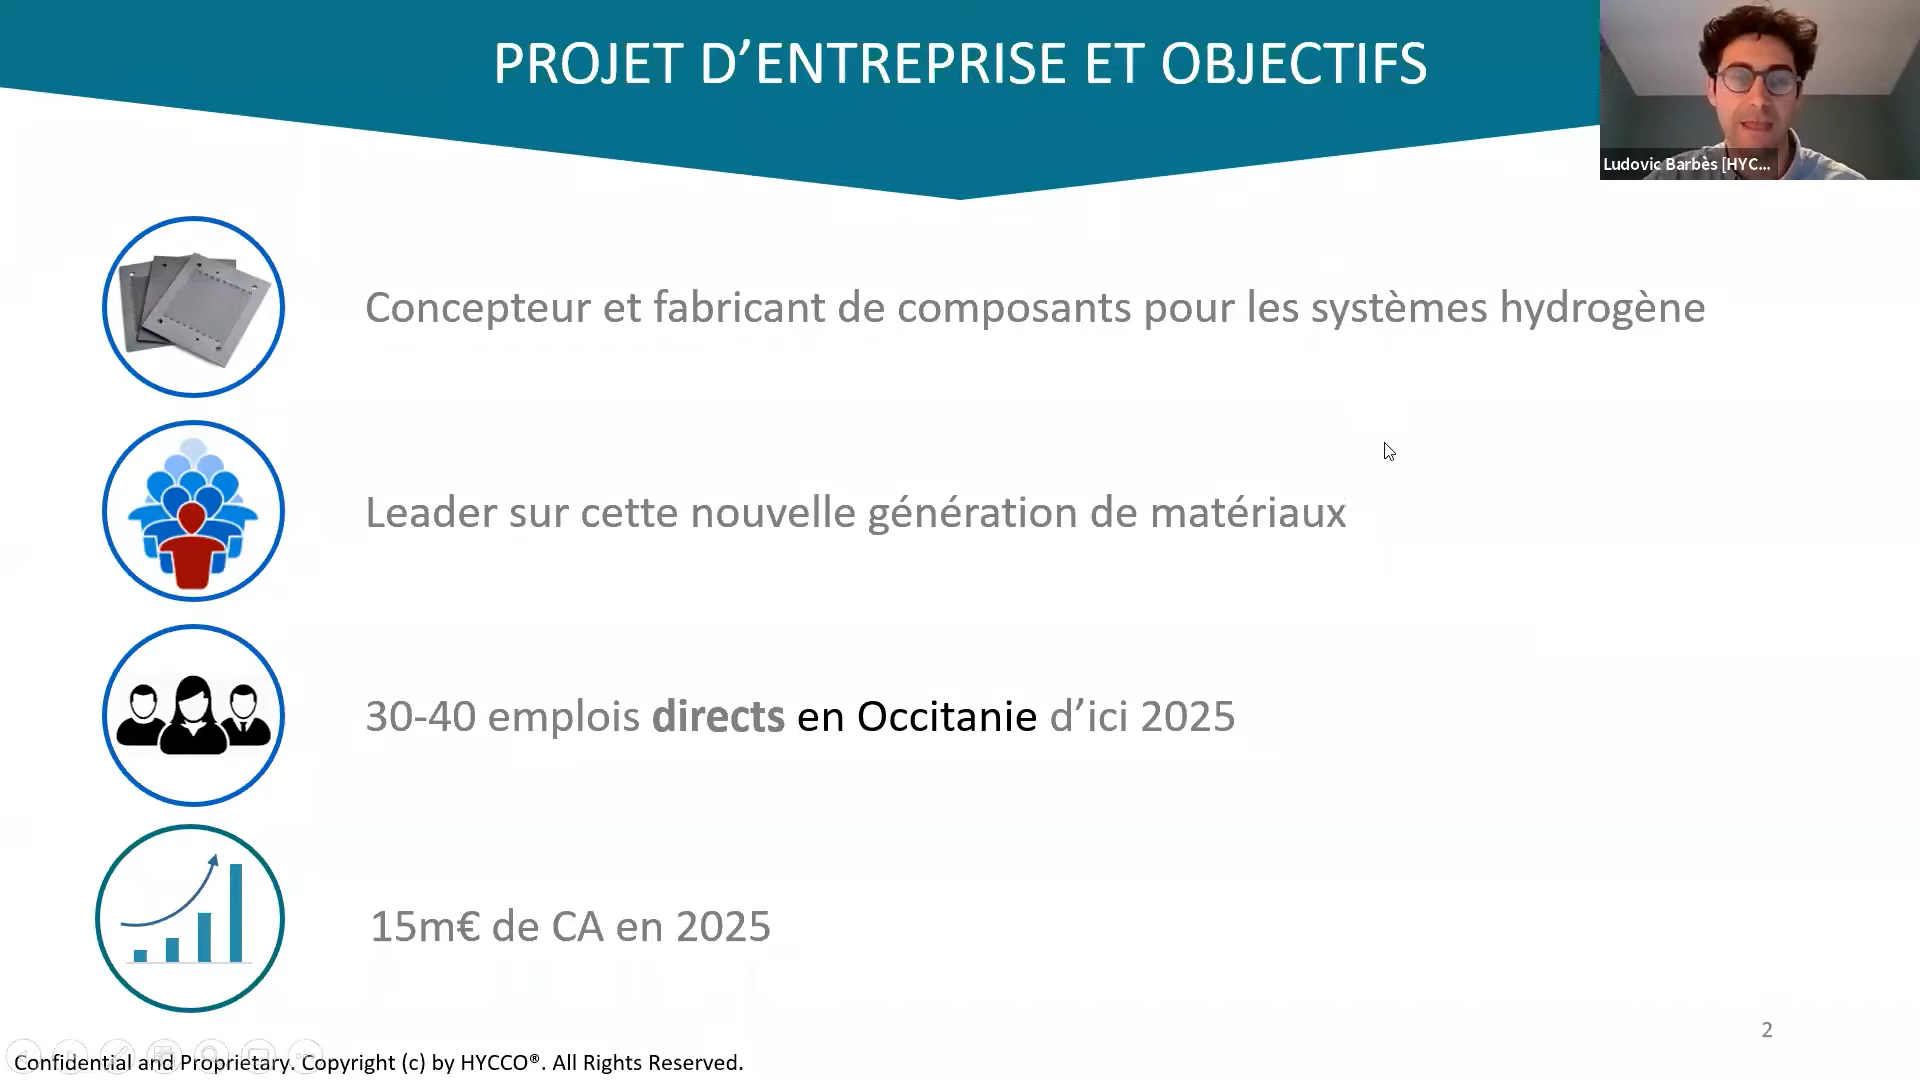 PROJET D’ENTREPRISE ET OBJECTIFS
Ludovic Barbès [HYC...
Concepteur et fabricant de composants pour les systèmes hydrogène
Leader sur cette nouvelle génération de matériaux
30-40 emplois directs en Occitanie d’ici 2025
15m€ de CA en 2025
2
Confidential and Proprietary. Copyright (c) by HYCCO®. All Rights Reserved.